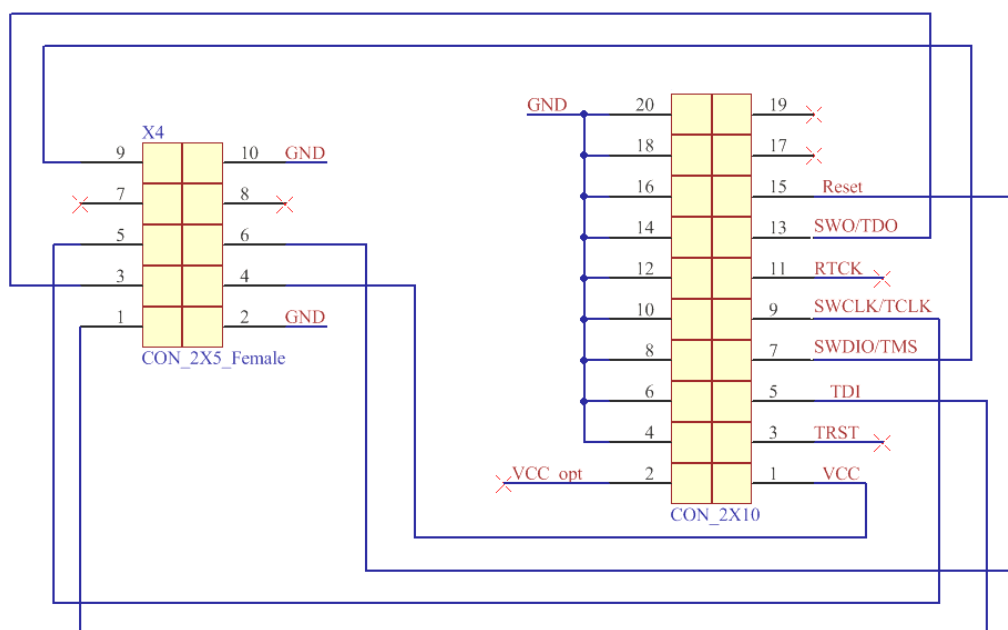 X4
9 10 GND
7 8
5 6
3 4
1 2 GND
CON_2X5_Female
GND 20 19
18 17
16 15 Reset
14 13 SWO/TDO
12 11 RTCK
10 9 SWCLK/TCLK
8 7 SWDIO/TMS
6 5 TDI
4 3 TRST
VCC_opt 2 1 VCC
CON_2X10